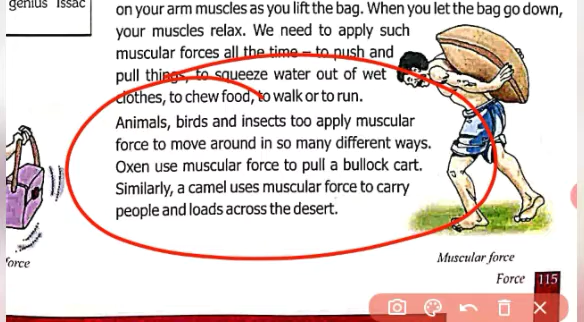 genius Issac
on your arm muscles as you lift the bag. When you let the bag go down,
your muscles relax. We need to apply such
muscular forces all the time – to push and
pull things, to squeeze water out of wet
clothes, to chew food, to walk or to run.
Animals, birds and insects too apply muscular
force to move around in so many different ways.
Oxen use muscular force to pull a bullock cart.
Similarly, a camel uses muscular force to carry
people and loads across the desert.
force
Muscular force
Force 115